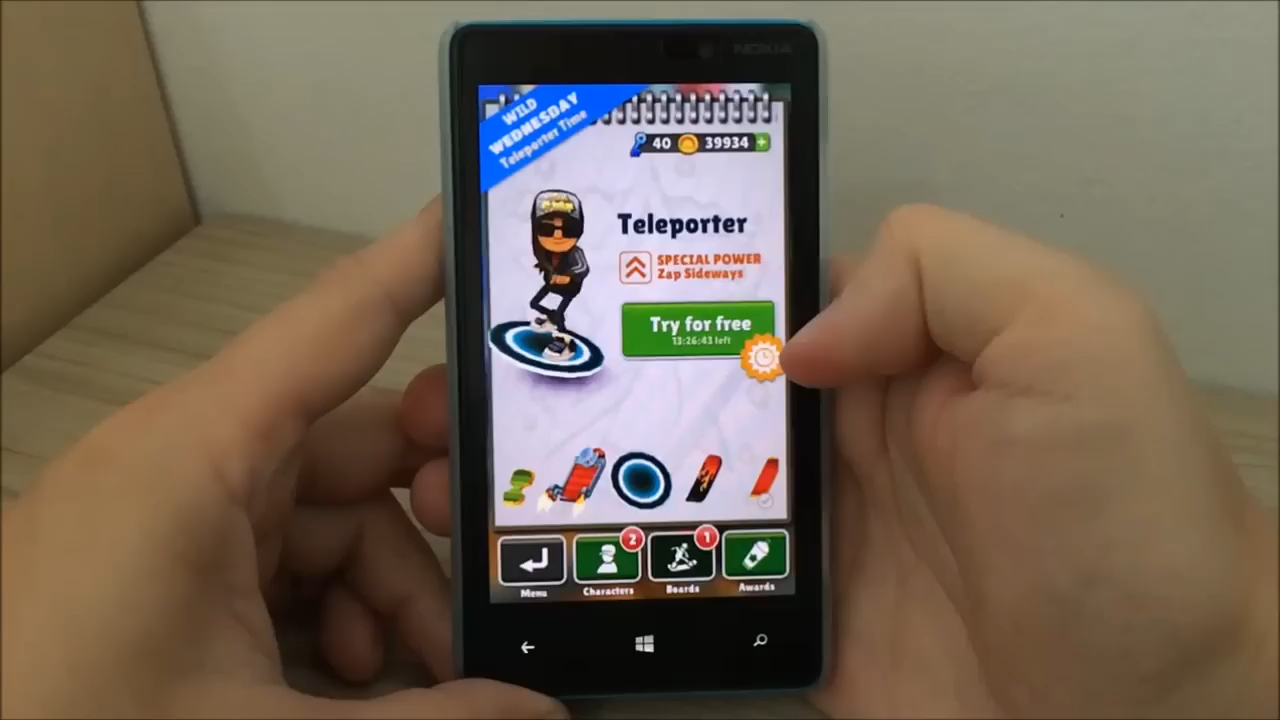 NOKIA
WILD
WEDNESDAY
Teleporter Time
40 39934 +
Teleporter
SPECIAL POWER
Zap Sideways
Try for free
13:26:43 left
2
1
Menu
Characters
Boards
Awards